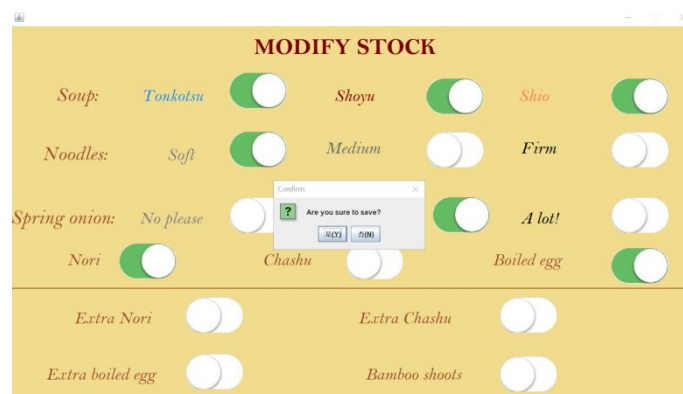 MODIFY STOCK
Soup: Tonkotsu Shoyu Shio
Noodles: Soft Medium Firm
Confirm
Are you sure to save?
(Y) (N)
Spring onion: No please A lot!
Nori Chashu Boiled egg
Extra Nori Extra Chashu
Extra boiled egg Bamboo shoots